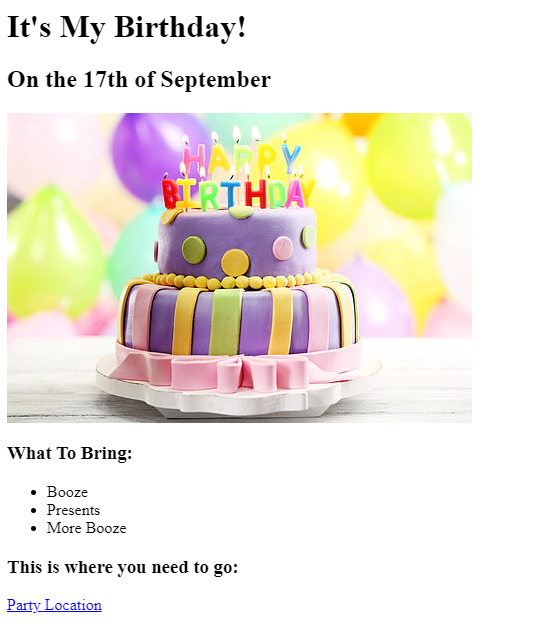 It's My Birthday!
On the 17th of September
HAPPY
BIRTHDAY
What To Bring:
Booze
Presents
More Booze
This is where you need to go:
Party Location